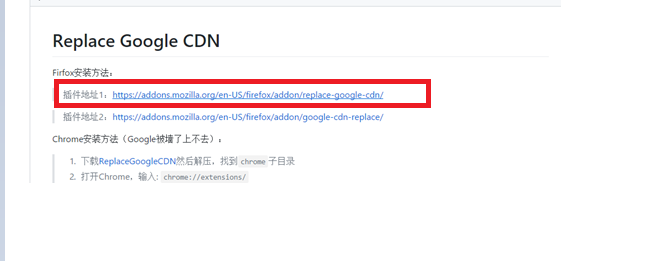 Replace Google CDN
Firfox安装方法：
插件地址1：https://addons.mozilla.org/en-US/firefox/addon/replace-google-cdn/
插件地址2：https://addons.mozilla.org/en-US/firefox/addon/google-cdn-replace/
Chrome安装方法（Google被墙了上不去）：
1. 下载ReplaceGoogleCDN然后解压，找到 chrome 子目录
2. 打开Chrome，输入: chrome://extensions/